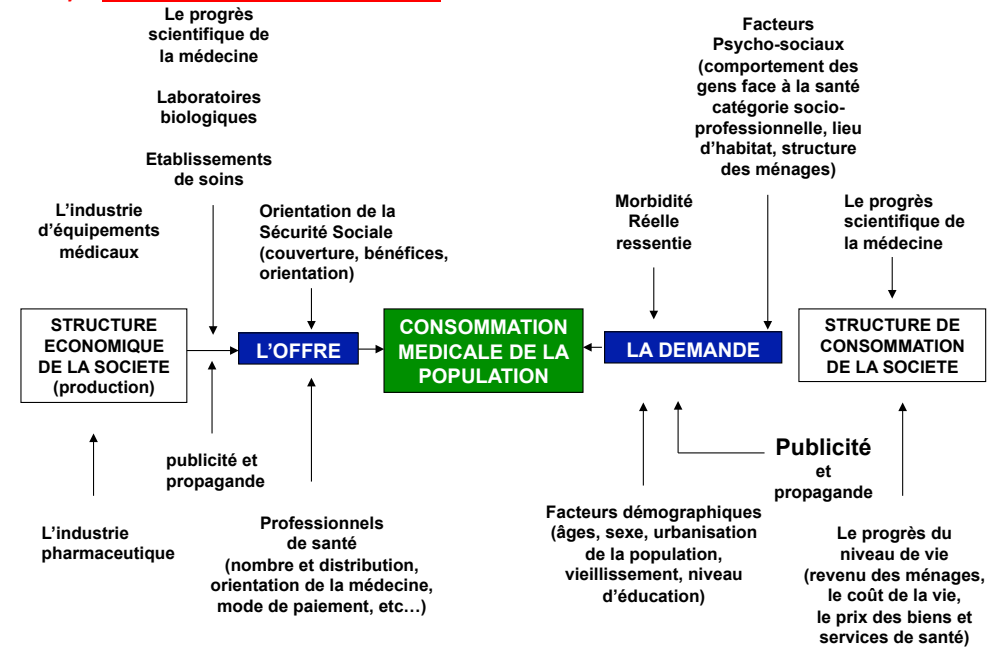 Le progrès
scientifique de
la médecine
Laboratoires
biologiques
Etablissements
de soins
L'industrie
d'équipements
médicaux
Orientation de la
Sécurité Sociale
(couverture, bénéfices,
orientation)
Facteurs
Psycho-sociaux
(comportement des
gens face à la santé
catégorie socio-
professionnelle, lieu
d'habitat, structure
des ménages)
Morbidité
Réelle
ressentie
Le progrès
scientifique de
la médecine
STRUCTURE
ECONOMIQUE
DE LA SOCIETE
(production)
L'OFFRE
CONSOMMATION
MEDICALE DE LA
POPULATION
LA DEMANDE
STRUCTURE DE
CONSOMMATION
DE LA SOCIETE
publicité et
propagande
Publicité
et
propagande
L'industrie
pharmaceutique
Professionnels
de santé
(nombre et distribution,
orientation de la médecine,
mode de paiement, etc…)
Facteurs démographiques
(âges, sexe, urbanisation
de la population,
vieillissement, niveau
d'éducation)
Le progrès du
niveau de vie
(revenu des ménages,
le coût de la vie,
le prix des biens et
services de santé)